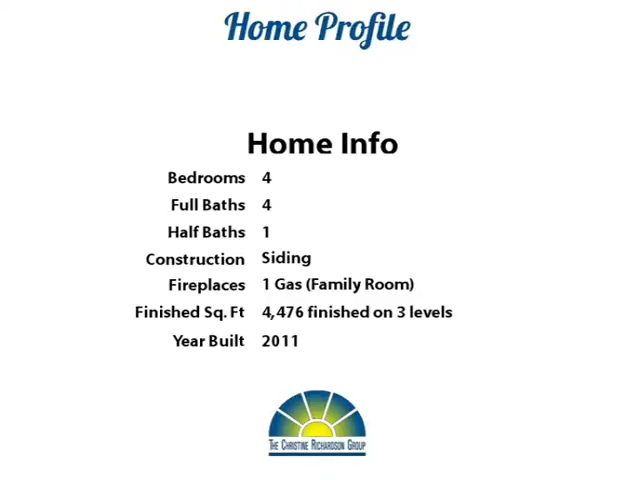 Home Profile
Home Info
Bedrooms 4
Full Baths 4
Half Baths 1
Construction Siding
Fireplaces 1 Gas (Family Room)
Finished Sq. Ft 4,476 finished on 3 levels
Year Built 2011
The Christine Richardson Group